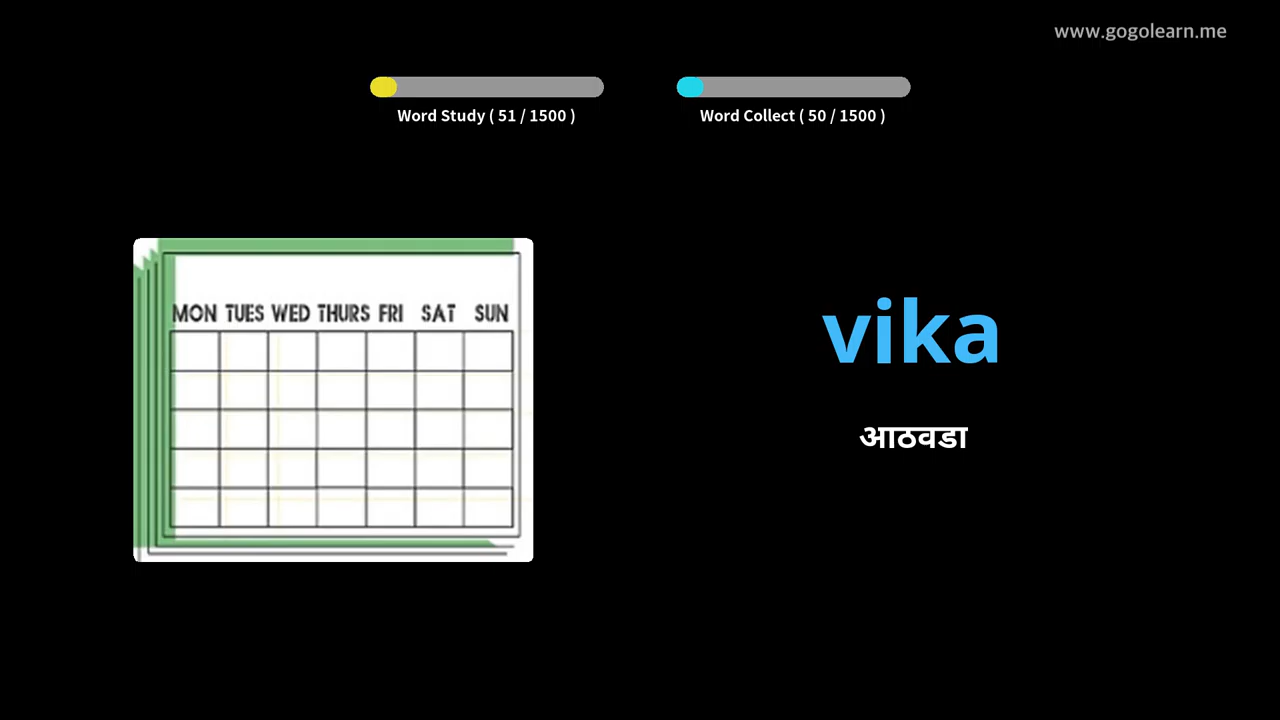 www.gogolearn.me
Word Study ( 51 / 1500 )
Word Collect ( 50 / 1500 )
MON TUES WED THURS FRI SAT SUN
vika
आठवडा